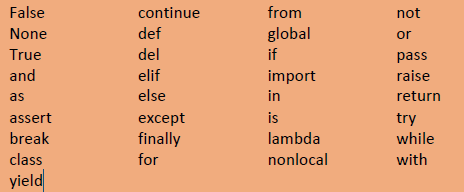 False continue from not
None def global or
True del if pass
and elif import raise
as else in return
assert except is try
break finally lambda while
class for nonlocal with
yield